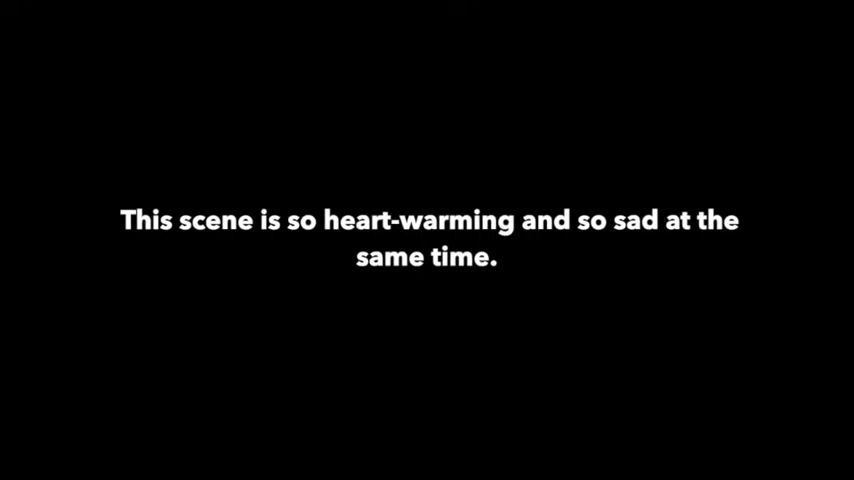 This scene is so heart-warming and so sad at the
same time.